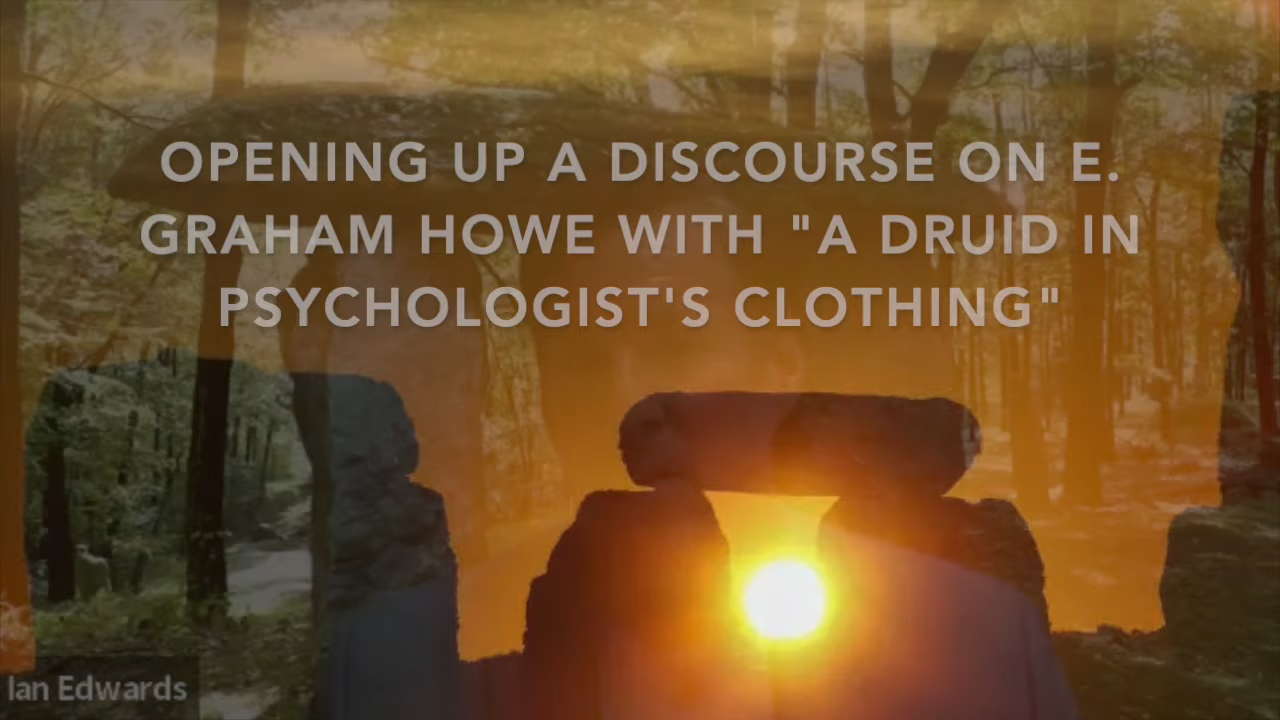 OPENING UP A DISCOURSE ON E.
GRAHAM HOWE WITH "A DRUID IN
PSYCHOLOGIST'S CLOTHING"
Ian Edwards